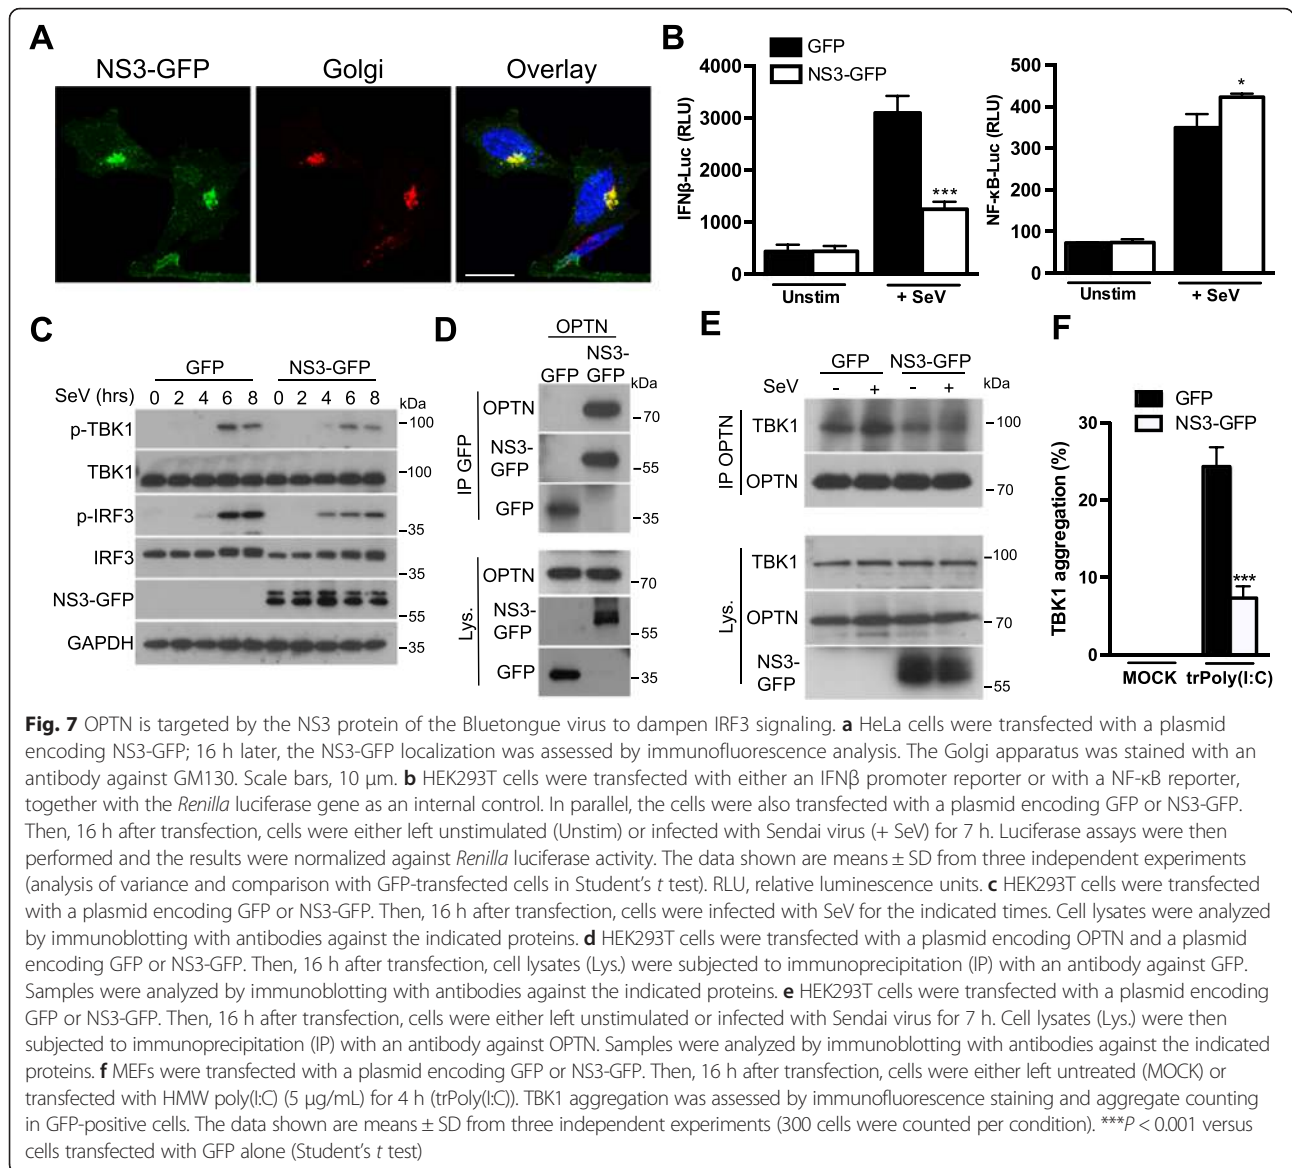 A
NS3-GFP Golgi Overlay
B
GFP
NS3-GFP
IFNβ-Luc (RLU)
4000
3000
2000
1000
0
Unstim + SeV
***
NF-κB-Luc (RLU)
500
400
300
200
100
0
Unstim + SeV
*
C
GFP NS3-GFP
SeV (hrs) 0 2 4 6 8 0 2 4 6 8 kDa
p-TBK1 –100
TBK1 –100
p-IRF3 –35
IRF3 –35
NS3-GFP –55
GAPDH –35
D
OPTN
GFP NS3-GFP kDa
IP GFP
OPTN –70
NS3-GFP –55
GFP –35
Lys.
OPTN –70
NS3-GFP –55
GFP –35
E
GFP NS3-GFP
SeV - + - + kDa
IP OPTN
TBK1 –100
OPTN –70
Lys.
TBK1 –100
OPTN –70
NS3-GFP –55
F
GFP
NS3-GFP
TBK1 aggregation (%)
30
20
10
0
***
MOCK trPoly(I:C)
Fig. 7 OPTN is targeted by the NS3 protein of the Bluetongue virus to dampen IRF3 signaling. a HeLa cells were transfected with a plasmid
encoding NS3-GFP; 16 h later, the NS3-GFP localization was assessed by immunofluorescence analysis. The Golgi apparatus was stained with an
antibody against GM130. Scale bars, 10 μm. b HEK293T cells were transfected with either an IFNβ promoter reporter or with a NF-κB reporter,
together with the Renilla luciferase gene as an internal control. In parallel, the cells were also transfected with a plasmid encoding GFP or NS3-GFP.
Then, 16 h after transfection, cells were either left unstimulated (Unstim) or infected with Sendai virus (+ SeV) for 7 h. Luciferase assays were then
performed and the results were normalized against Renilla luciferase activity. The data shown are means ± SD from three independent experiments
(analysis of variance and comparison with GFP-transfected cells in Student's t test). RLU, relative luminescence units. c HEK293T cells were transfected
with a plasmid encoding GFP or NS3-GFP. Then, 16 h after transfection, cells were infected with SeV for the indicated times. Cell lysates were analyzed
by immunoblotting with antibodies against the indicated proteins. d HEK293T cells were transfected with a plasmid encoding OPTN and a plasmid
encoding GFP or NS3-GFP. Then, 16 h after transfection, cell lysates (Lys.) were subjected to immunoprecipitation (IP) with an antibody against GFP.
Samples were analyzed by immunoblotting with antibodies against the indicated proteins. e HEK293T cells were transfected with a plasmid encoding
GFP or NS3-GFP. Then, 16 h after transfection, cells were either left unstimulated or infected with Sendai virus for 7 h. Cell lysates (Lys.) were then
subjected to immunoprecipitation (IP) with an antibody against OPTN. Samples were analyzed by immunoblotting with antibodies against the indicated
proteins. f MEFs were transfected with a plasmid encoding GFP or NS3-GFP. Then, 16 h after transfection, cells were either left untreated (MOCK) or
transfected with HMW poly(I:C) (5 μg/mL) for 4 h (trPoly(I:C)). TBK1 aggregation was assessed by immunofluorescence staining and aggregate counting
in GFP-positive cells. The data shown are means ± SD from three independent experiments (300 cells were counted per condition). ***P < 0.001 versus
cells transfected with GFP alone (Student's t test)